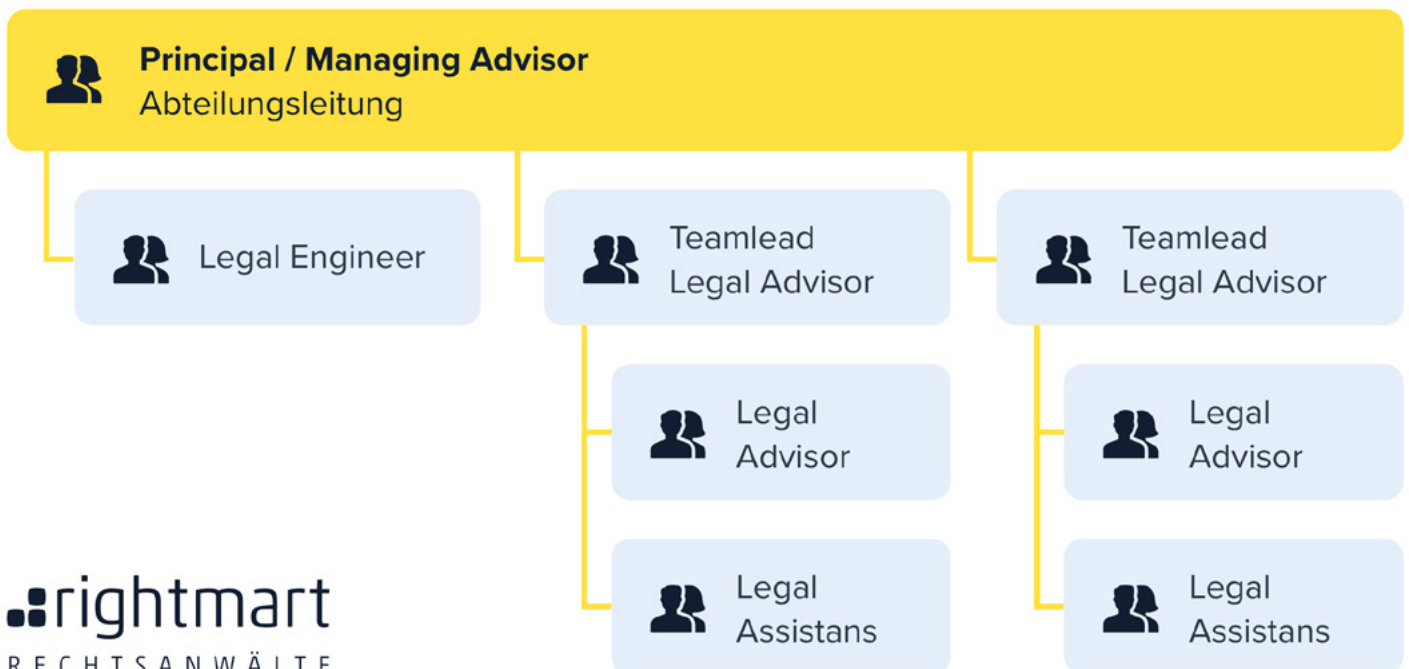 Principal / Managing Advisor
Abteilungsleitung
Legal Engineer
Teamlead
Legal Advisor
Teamlead
Legal Advisor
Legal
Advisor
Legal
Advisor
Legal
Assistans
Legal
Assistans
rightmart
RECHTSANWÄLTE